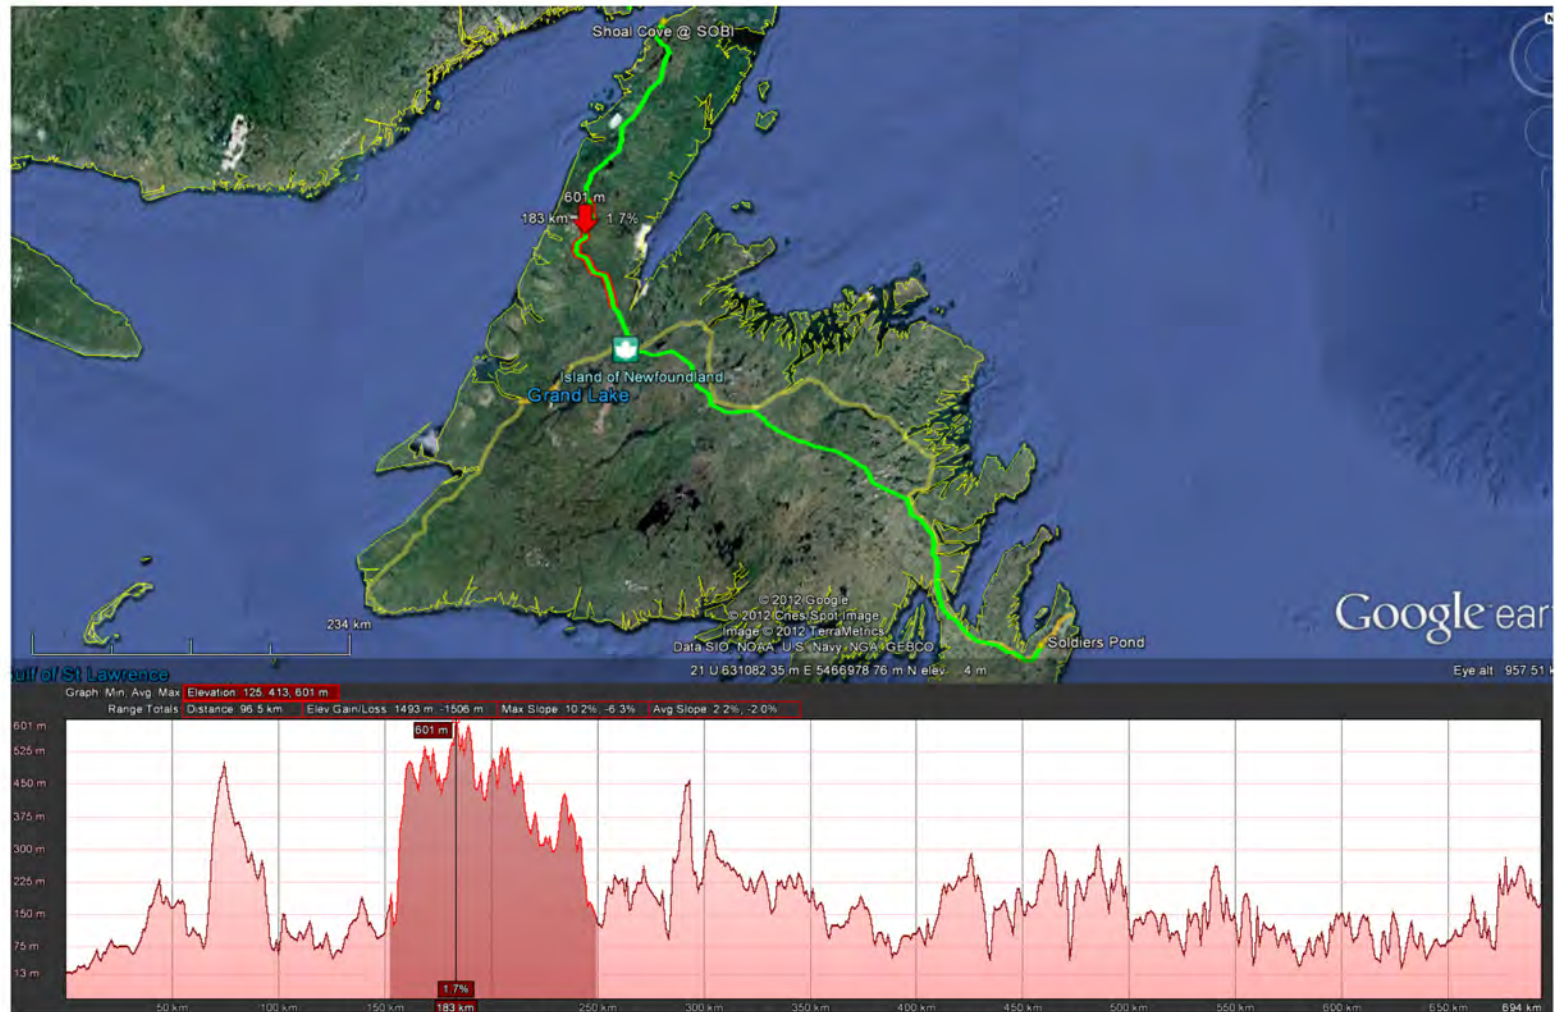 Shoal Cove @ SOBI
601 m
183 km 1.7%
Island of Newfoundland
Grand Lake
© 2012 Google
© 2012 Cnes/Spot Image
Image © 2012 TerraMetrics
Data SIO, NOAA, U.S. Navy, NGA, GEBCO
Soldiers Pond
Google ear
234 km
21 U 631082.35 m E 5466978.76 m N elev 4 m
Eye alt 957.51 k
ulf of St Lawrence
Graph: Min, Avg, Max Elevation: 125, 413, 601 m
Range Totals: Distance: 96.5 km Elev Gain/Loss: 1493 m, -1506 m Max Slope: 10.2%, -6.3% Avg Slope: 2.2%, -2.0%
601 m
601 m
525 m
450 m
375 m
300 m
225 m
150 m
75 m
13 m
1.7%
50 km 100 km 150 km 183 km 250 km 300 km 350 km 400 km 450 km 500 km 550 km 600 km 650 km 694 km